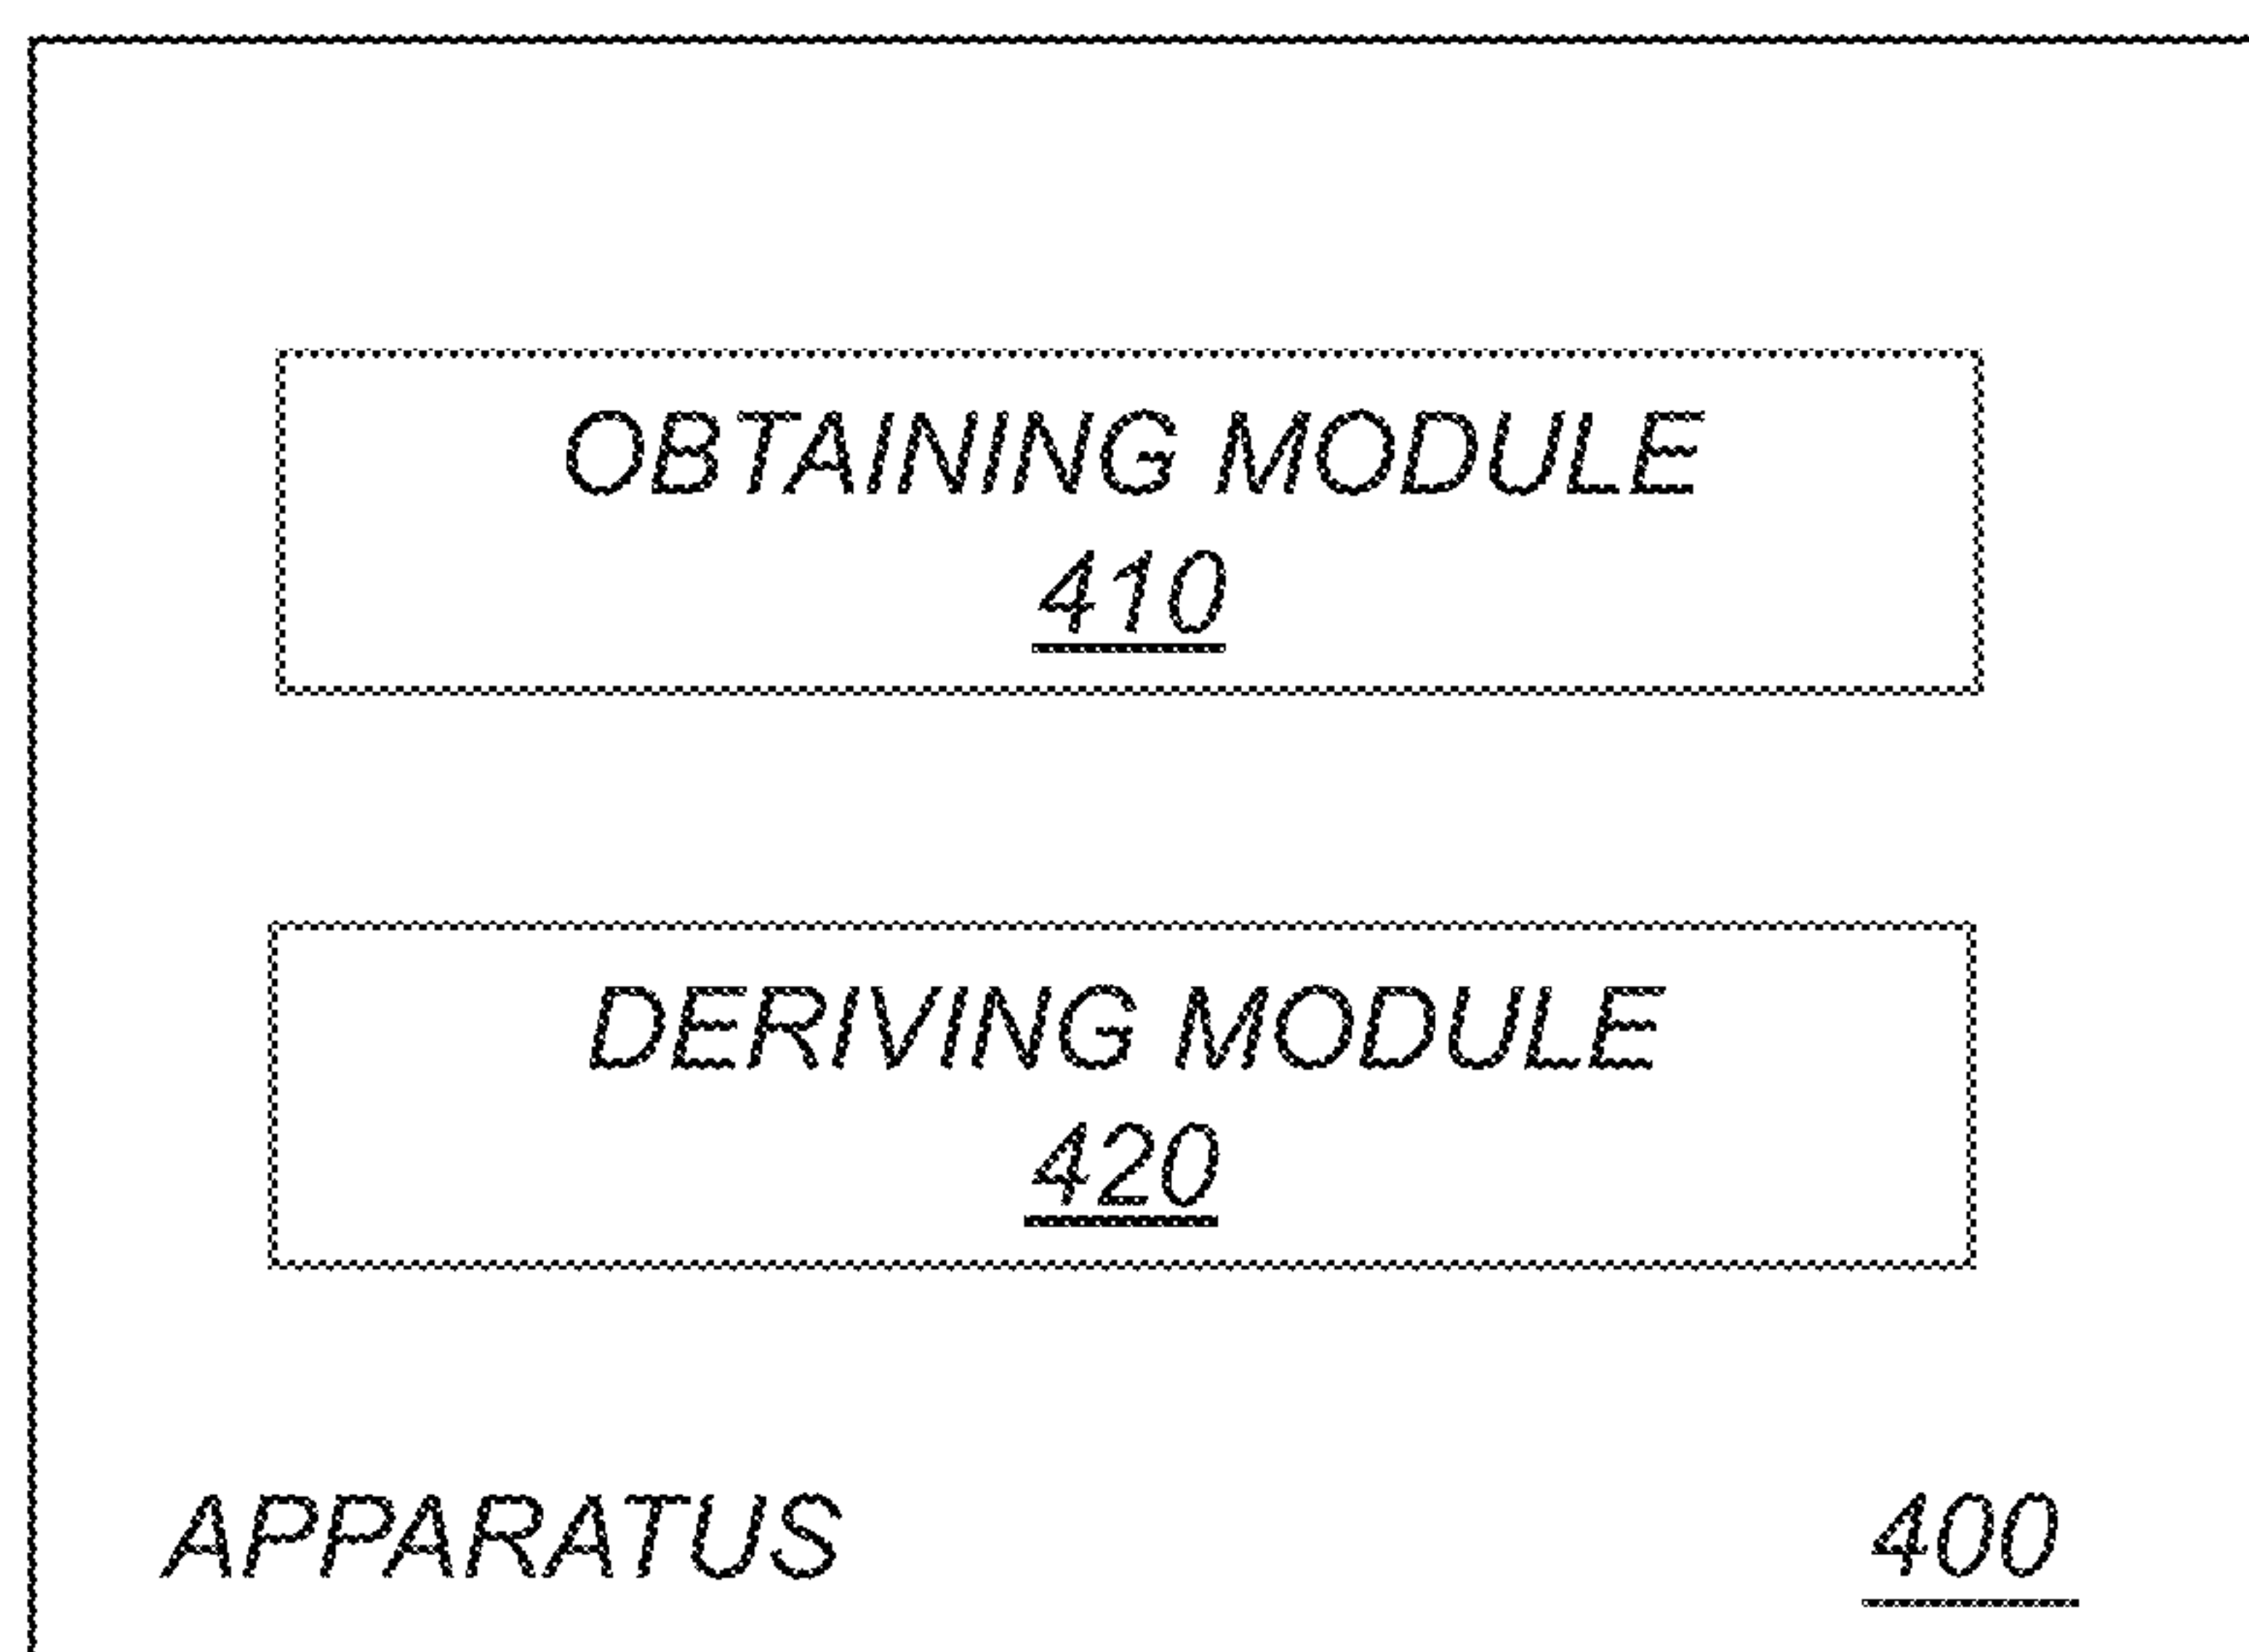 OBTAINING MODULE
410
DERIVING MODULE
420
APPARATUS 400